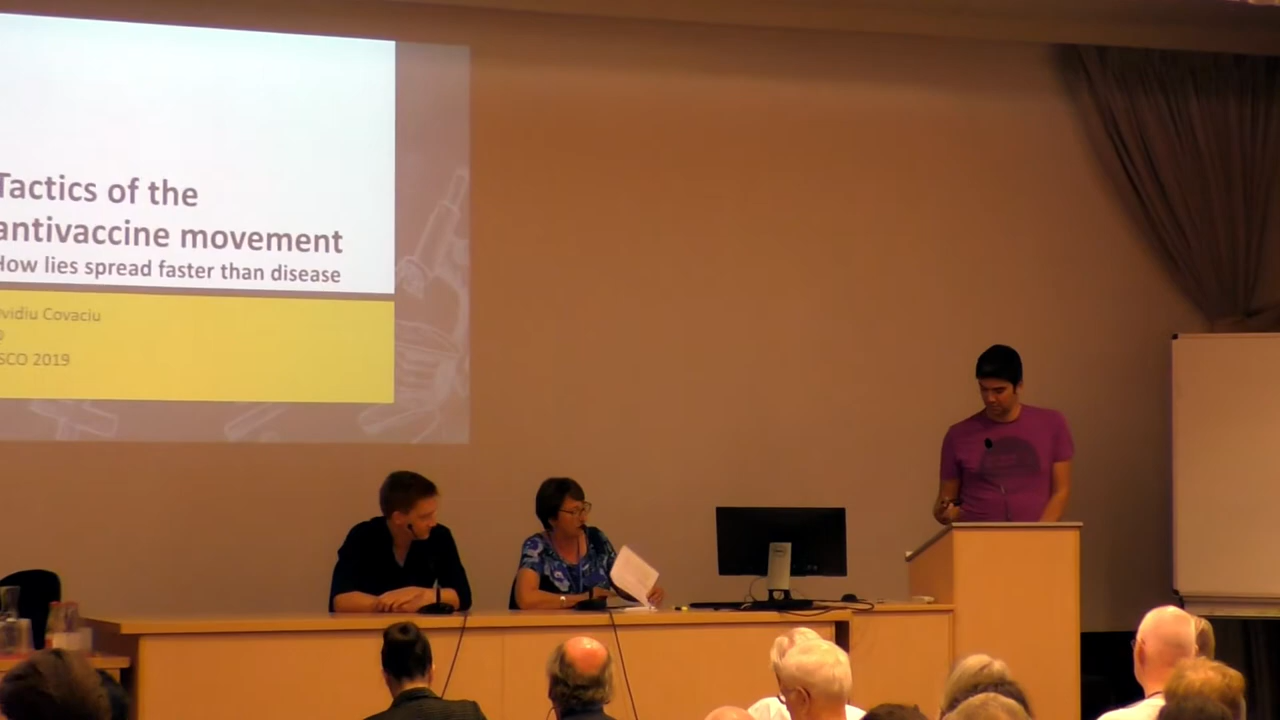 Tactics of the
antivaccine movement
How lies spread faster than disease
vidiu Covaciu
SCO 2019